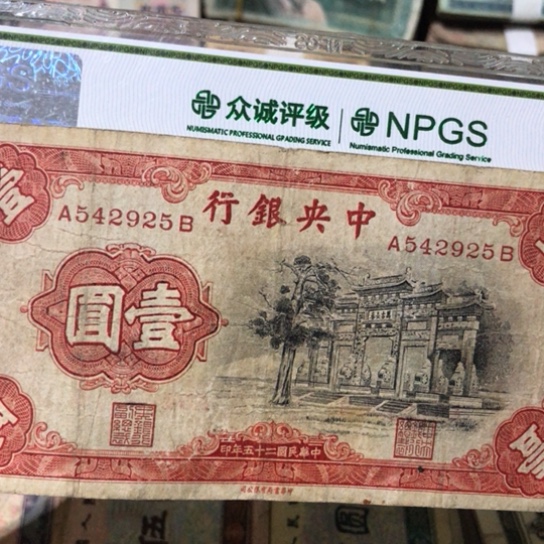 众诚评级 NPGS
NUMISMATIC PROFESSIONAL GRADING SERVICE Numismatic Professional Grading Service
行銀央中
A542925B
A542925B
圓壹
印年五十二國民華中